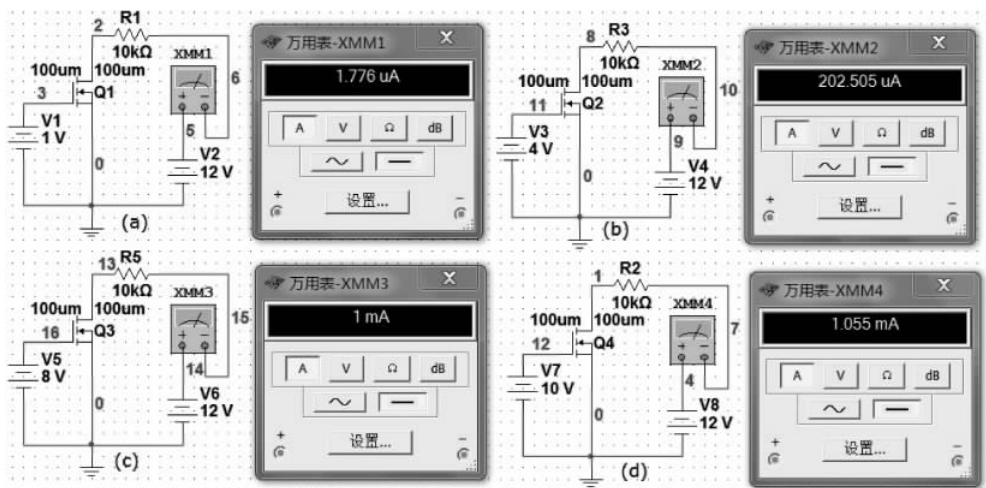 2
R1
10kΩ
XMM1
100um
100um
3
Q1
6
V1
1 V
5
V2
12 V
0
(a)
万用表-XMM1
X
1.776 uA
A
V
Ω
dB
+
设置...
−
8
R3
10kΩ
XMM2
100um
100um
11
Q2
10
V3
4 V
9
V4
12 V
0
(b)
万用表-XMM2
X
202.505 uA
A
V
Ω
dB
+
设置...
−
13
R5
10kΩ
XMM3
100um
100um
16
Q3
15
V5
8 V
14
V6
12 V
0
(c)
万用表-XMM3
X
1 mA
A
V
Ω
dB
+
设置...
−
1
R2
10kΩ
XMM4
100um
100um
12
Q4
7
V7
10 V
4
V8
12 V
0
(d)
万用表-XMM4
X
1.055 mA
A
V
Ω
dB
+
设置...
−